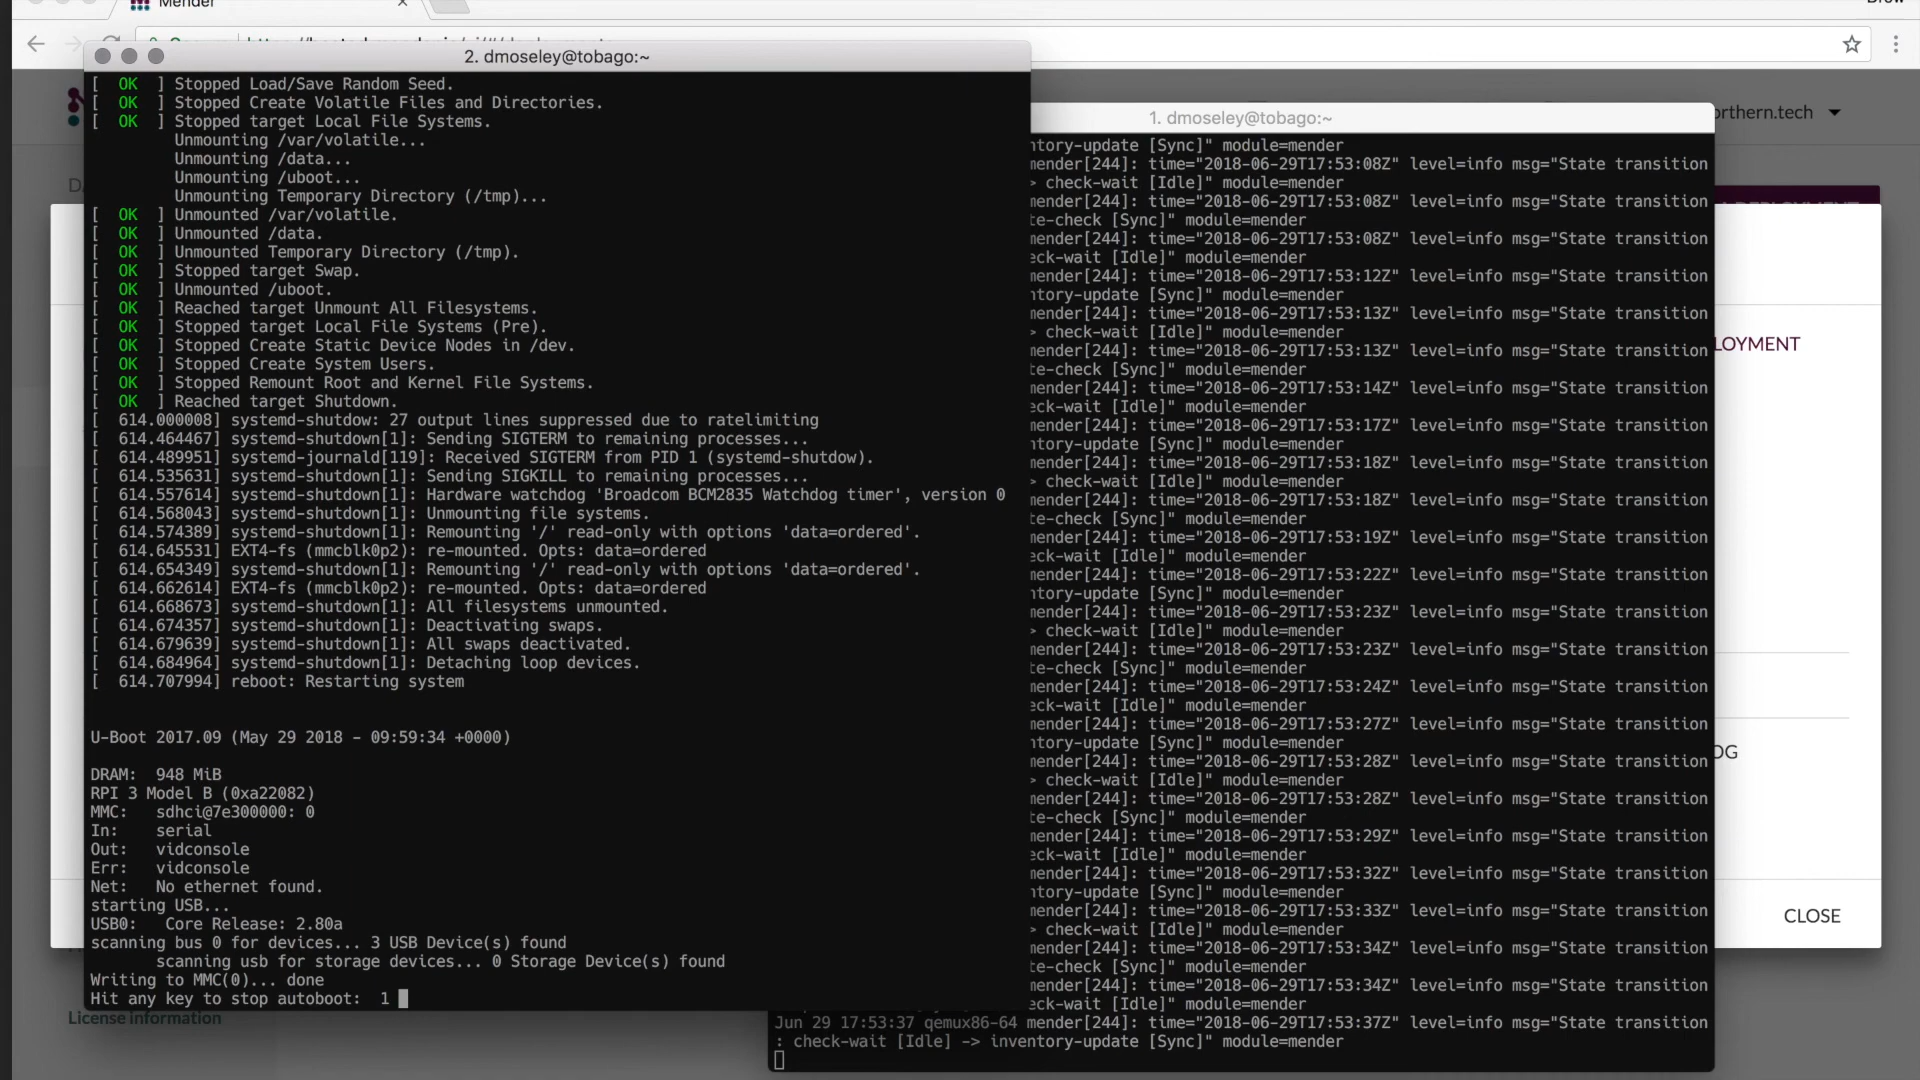 Mender
2. dmoseley@tobago:~
[  OK  ] Stopped Load/Save Random Seed.
[  OK  ] Stopped Create Volatile Files and Directories.
[  OK  ] Stopped target Local File Systems.
Unmounting /var/volatile...
Unmounting /data...
Unmounting /uboot...
Unmounting Temporary Directory (/tmp)...
[  OK  ] Unmounted /var/volatile.
[  OK  ] Unmounted /data.
[  OK  ] Unmounted Temporary Directory (/tmp).
[  OK  ] Stopped target Swap.
[  OK  ] Unmounted /uboot.
[  OK  ] Reached target Unmount All Filesystems.
[  OK  ] Stopped target Local File Systems (Pre).
[  OK  ] Stopped Create Static Device Nodes in /dev.
[  OK  ] Stopped Create System Users.
[  OK  ] Stopped Remount Root and Kernel File Systems.
[  OK  ] Reached target Shutdown.
[  614.000008] systemd-shutdow: 27 output lines suppressed due to ratelimiting
[  614.464467] systemd-shutdown[1]: Sending SIGTERM to remaining processes...
[  614.489951] systemd-journald[119]: Received SIGTERM from PID 1 (systemd-shutdow).
[  614.535631] systemd-shutdown[1]: Sending SIGKILL to remaining processes...
[  614.557614] systemd-shutdown[1]: Hardware watchdog 'Broadcom BCM2835 Watchdog timer', version 0
[  614.568043] systemd-shutdown[1]: Unmounting file systems.
[  614.574389] systemd-shutdown[1]: Remounting '/' read-only with options 'data=ordered'.
[  614.645531] EXT4-fs (mmcblk0p2): re-mounted. Opts: data=ordered
[  614.654349] systemd-shutdown[1]: Remounting '/' read-only with options 'data=ordered'.
[  614.662614] EXT4-fs (mmcblk0p2): re-mounted. Opts: data=ordered
[  614.668673] systemd-shutdown[1]: All filesystems unmounted.
[  614.674357] systemd-shutdown[1]: Deactivating swaps.
[  614.679639] systemd-shutdown[1]: All swaps deactivated.
[  614.684964] systemd-shutdown[1]: Detaching loop devices.
[  614.707994] reboot: Restarting system
U-Boot 2017.09 (May 29 2018 - 09:59:34 +0000)
DRAM:  948 MiB
RPI 3 Model B (0xa22082)
MMC:   sdhci@7e300000: 0
In:    serial
Out:   vidconsole
Err:   vidconsole
Net:   No ethernet found.
starting USB...
USB0:   Core Release: 2.80a
scanning bus 0 for devices... 3 USB Device(s) found
scanning usb for storage devices... 0 Storage Device(s) found
Writing to MMC(0)... done
Hit any key to stop autoboot:  1
License information
1. dmoseley@tobago:~
ntory-update [Sync]" module=mender
mender[244]: time="2018-06-29T17:53:08Z" level=info msg="State transition
> check-wait [Idle]" module=mender
mender[244]: time="2018-06-29T17:53:08Z" level=info msg="State transition
te-check [Sync]" module=mender
mender[244]: time="2018-06-29T17:53:08Z" level=info msg="State transition
eck-wait [Idle]" module=mender
mender[244]: time="2018-06-29T17:53:12Z" level=info msg="State transition
ntory-update [Sync]" module=mender
mender[244]: time="2018-06-29T17:53:13Z" level=info msg="State transition
> check-wait [Idle]" module=mender
mender[244]: time="2018-06-29T17:53:13Z" level=info msg="State transition
te-check [Sync]" module=mender
mender[244]: time="2018-06-29T17:53:14Z" level=info msg="State transition
eck-wait [Idle]" module=mender
mender[244]: time="2018-06-29T17:53:17Z" level=info msg="State transition
ntory-update [Sync]" module=mender
mender[244]: time="2018-06-29T17:53:18Z" level=info msg="State transition
> check-wait [Idle]" module=mender
mender[244]: time="2018-06-29T17:53:18Z" level=info msg="State transition
te-check [Sync]" module=mender
mender[244]: time="2018-06-29T17:53:19Z" level=info msg="State transition
eck-wait [Idle]" module=mender
mender[244]: time="2018-06-29T17:53:22Z" level=info msg="State transition
ntory-update [Sync]" module=mender
mender[244]: time="2018-06-29T17:53:23Z" level=info msg="State transition
> check-wait [Idle]" module=mender
mender[244]: time="2018-06-29T17:53:23Z" level=info msg="State transition
te-check [Sync]" module=mender
mender[244]: time="2018-06-29T17:53:24Z" level=info msg="State transition
eck-wait [Idle]" module=mender
mender[244]: time="2018-06-29T17:53:27Z" level=info msg="State transition
ntory-update [Sync]" module=mender
mender[244]: time="2018-06-29T17:53:28Z" level=info msg="State transition
> check-wait [Idle]" module=mender
mender[244]: time="2018-06-29T17:53:28Z" level=info msg="State transition
te-check [Sync]" module=mender
mender[244]: time="2018-06-29T17:53:29Z" level=info msg="State transition
eck-wait [Idle]" module=mender
mender[244]: time="2018-06-29T17:53:32Z" level=info msg="State transition
ntory-update [Sync]" module=mender
mender[244]: time="2018-06-29T17:53:33Z" level=info msg="State transition
> check-wait [Idle]" module=mender
mender[244]: time="2018-06-29T17:53:34Z" level=info msg="State transition
te-check [Sync]" module=mender
mender[244]: time="2018-06-29T17:53:34Z" level=info msg="State transition
eck-wait [Idle]" module=mender
Jun 29 17:53:37 qemux86-64 mender[244]: time="2018-06-29T17:53:37Z" level=info msg="State transition
: check-wait [Idle] -> inventory-update [Sync]" module=mender
orthern.tech
LOYMENT
OG
CLOSE